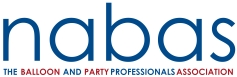 nabas
THE BALLOON AND PARTY PROFESSIONALS ASSOCIATION